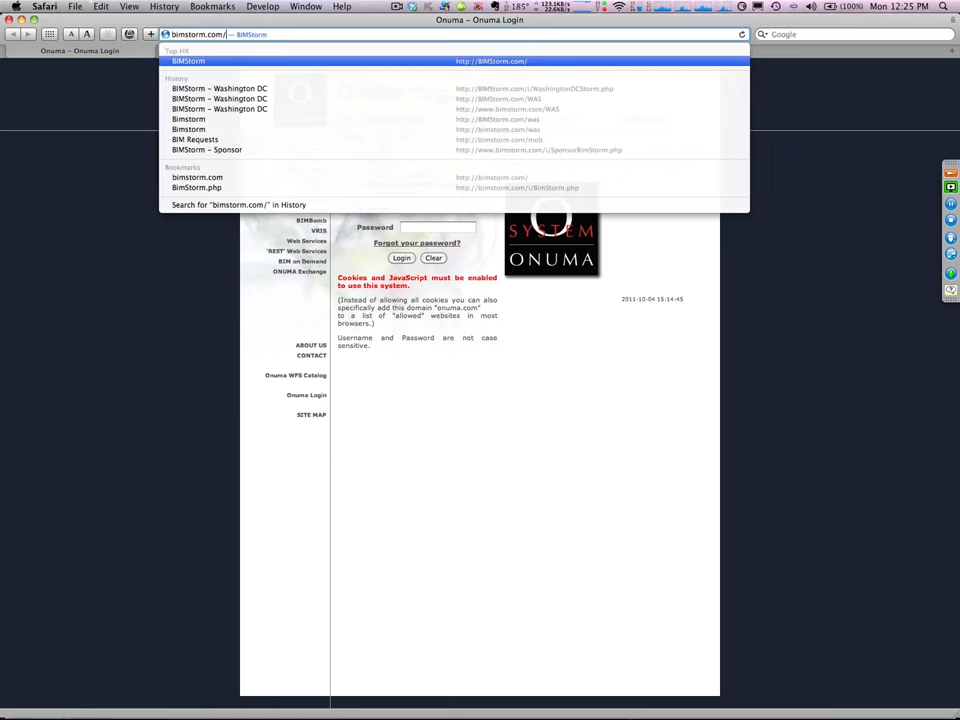 Safari File Edit View History Bookmarks Develop Window Help 185° 123.1KB/s 22.6KB/s (100%) Mon 12:25 PM
Onuma – Onuma Login
A A + bimstorm.com/ — BIMStorm Google
Onuma – Onuma Login
Top Hit
BIMStorm http://BIMStorm.com/
History
BIMStorm – Washington DC http://BIMStorm.com/i/WashingtonDCStorm.php
BIMStorm – Washington DC http://BIMStorm.com/WAS
BIMStorm – Washington DC http://www.bimstorm.com/WAS
Bimstorm http://BIMStorm.com/was
Bimstorm http://bimstorm.com/was
BIM Requests http://bimstorm.com/mob
BIMStorm – Sponsor http://www.bimstorm.com/i/SponsorBimStorm.php
Bookmarks
bimstorm.com http://bimstorm.com/
BimStorm.php http://bimstorm.com/i/BimStorm.php
Search for "bimstorm.com/" in History
BIMBomb
VRIS
Web Services
'REST' Web Services
BIM on Demand
ONUMA Exchange
ABOUT US
CONTACT
Onuma WFS Catalog
Onuma Login
SITE MAP
Password
Forgot your password?
Login Clear
Cookies and JavaScript must be enabled
to use this system.
(Instead of allowing all cookies you can also
specifically add this domain "onuma.com"
to a list of "allowed" websites in most
browsers.)
Username and Password are not case
sensitive.
SYSTEM
ONUMA
2011-10-04 15:14:45